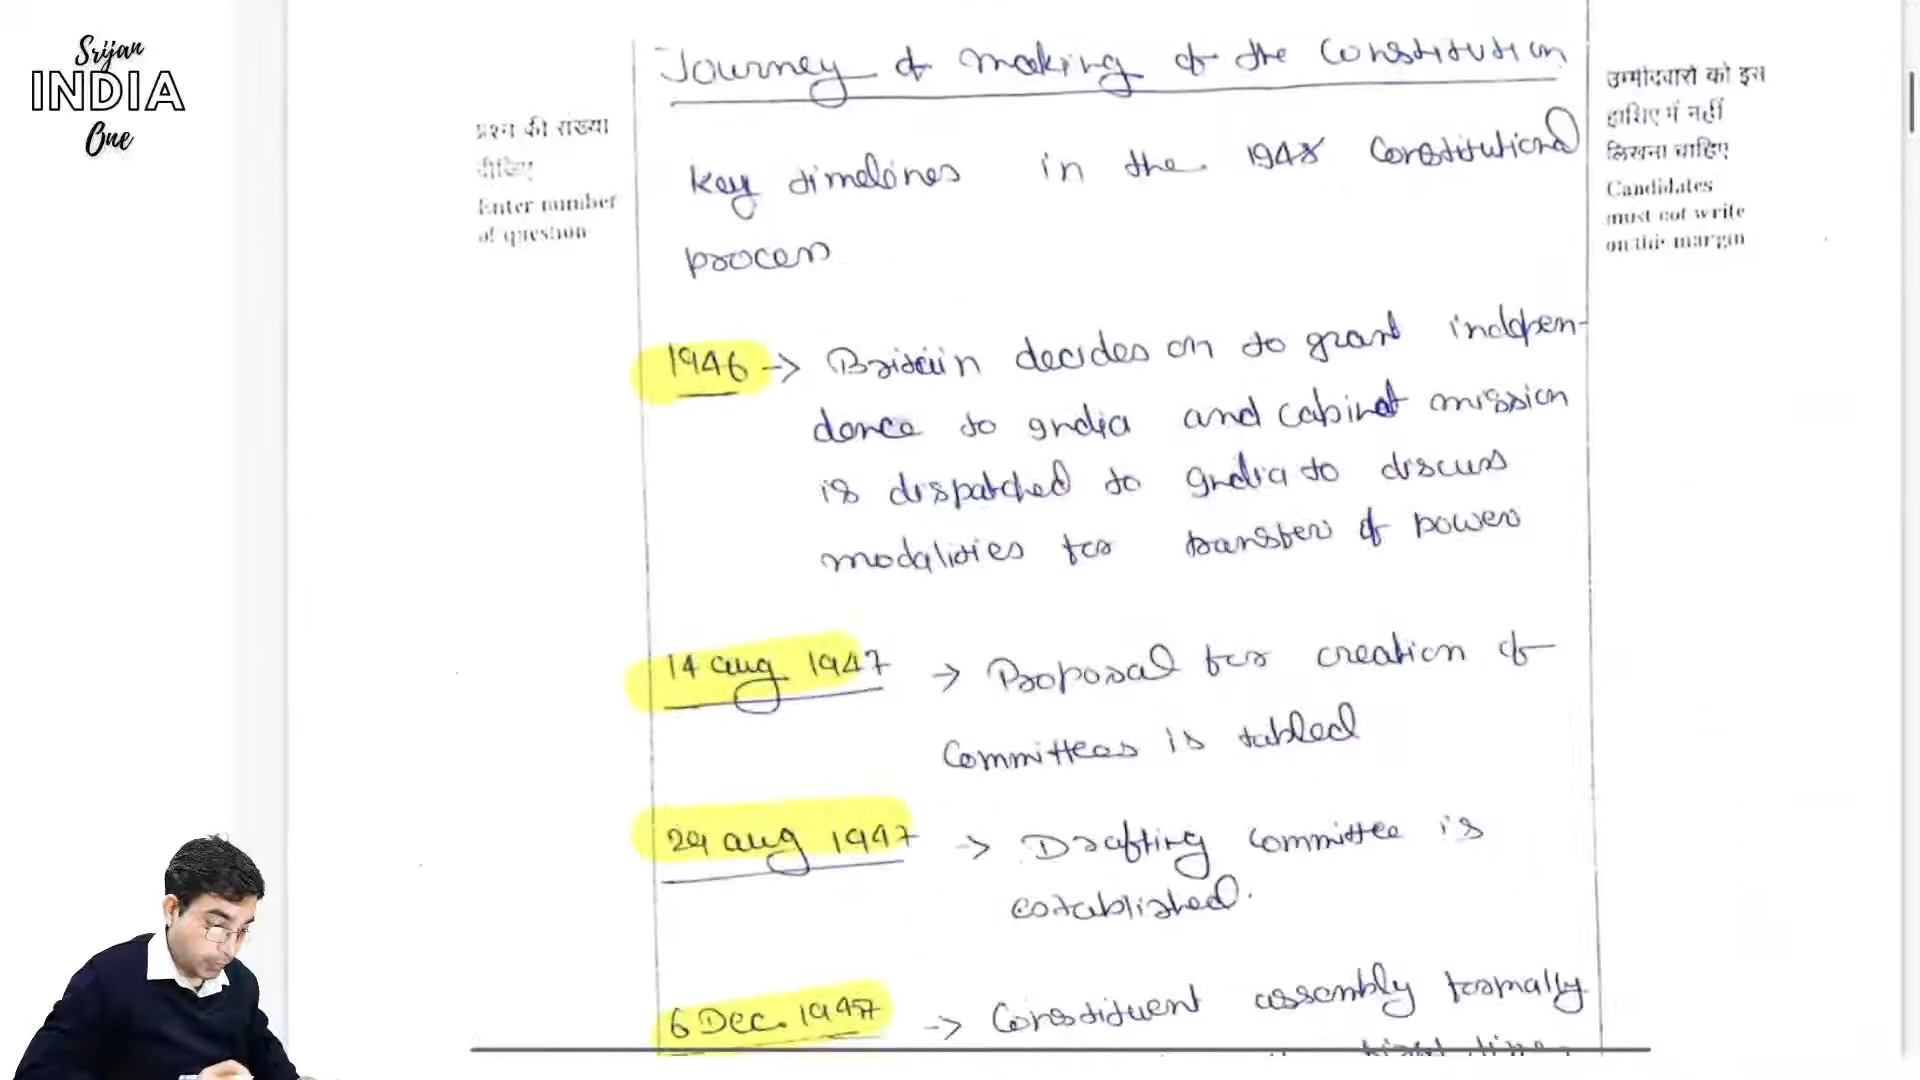 Srijan
INDIA
One
प्रश्न की संख्या
दीजिए
Enter number
of question
उम्मीदवारों को इस
हाशिए में नहीं
लिखना चाहिए
Candidates
must not write
on this margin
Journey of making of the Constitution
Key timelines in the 1948 Constitutional
process
1946 -> Britain decides on to grant indepen-
dence to India and cabinet mission
is dispatched to India to discuss
modalities for transfer of power
14 aug 1947 -> Proposal for creation of
Committees is tabled
29 aug 1947 -> Drafting committee is
established.
6 Dec. 1947 -> Constituent assembly formally
first time